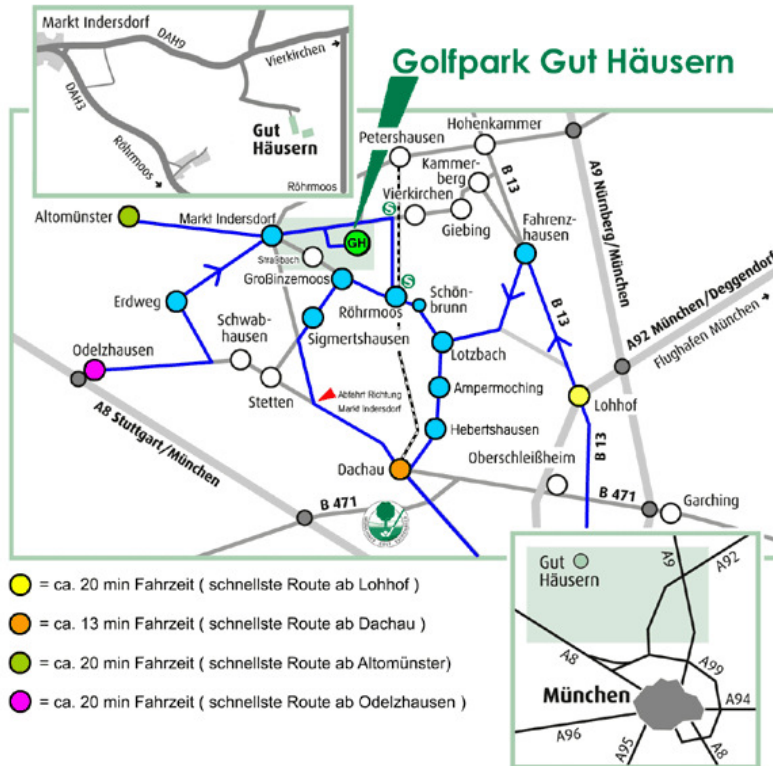 Markt Indersdorf
DAH9
Vierkirchen
DAH3
Röhrmoos
Gut
Häusern
Röhrmoos
Golfpark Gut Häusern
Petershausen
Hohenkammer
Kammer-
berg
B 13
A9 Nürnberg/München
Vierkirchen
Giebing
Fahrenz-
hausen
Altomünster
Markt Indersdorf
S
GH
Straßbach
Großinzemoos
S
Röhrmoos
Schön-
brunn
Erdweg
Sigmertshausen
Lotzbach
B 13
A92 München/Deggendorf
Flughafen München
Schwab-
hausen
Odelzhausen
Stetten
Abfahrt Richtung
Markt Indersdorf
Ampermoching
Lohhof
Hebertshausen
A8 Stuttgart/München
Dachau
Oberschleißheim
B 13
B 471
B 471
Garching
= ca. 20 min Fahrzeit ( schnellste Route ab Lohhof )
= ca. 13 min Fahrzeit ( schnellste Route ab Dachau )
= ca. 20 min Fahrzeit ( schnellste Route ab Altomünster)
= ca. 20 min Fahrzeit ( schnellste Route ab Odelzhausen )
Gut
Häusern
A9
A92
A8
A99
München
A94
A96
A95
A8